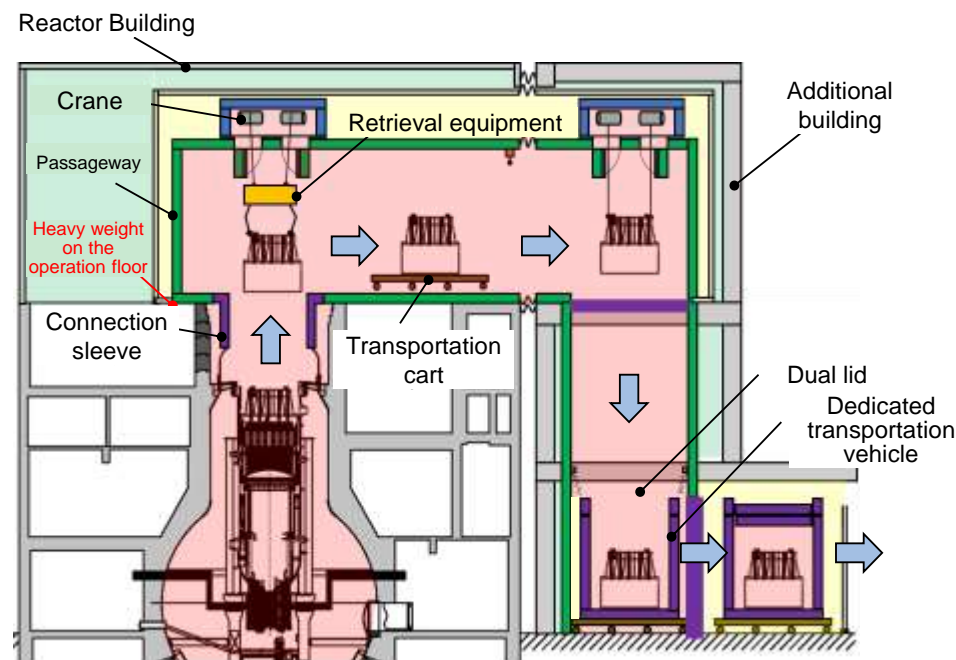 Reactor Building
Crane
Retrieval equipment
Additional
building
Passageway
Heavy weight
on the
operation floor
Connection
sleeve
Transportation
cart
Dual lid
Dedicated
transportation
vehicle